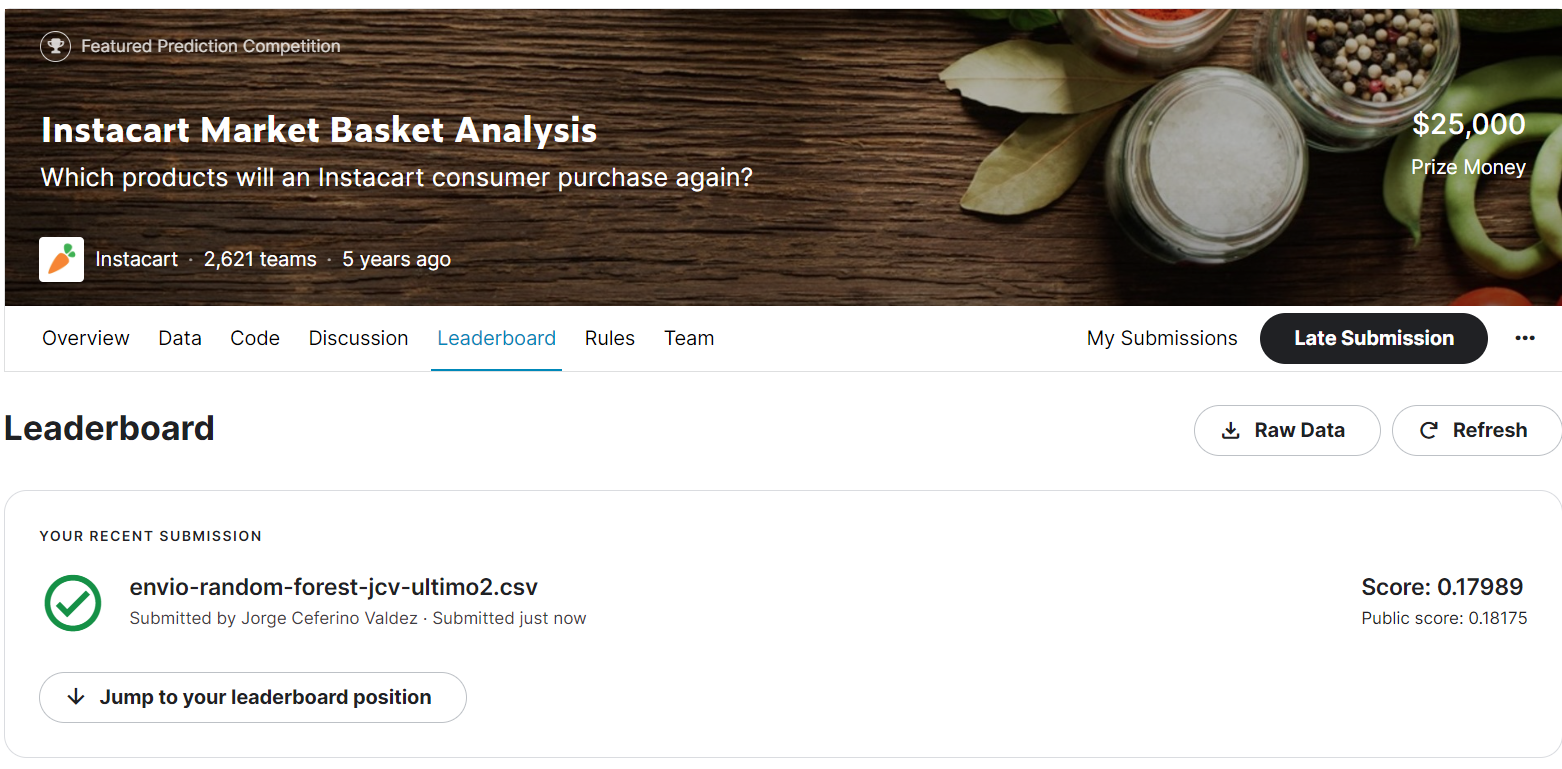 Featured Prediction Competition
Instacart Market Basket Analysis
Which products will an Instacart consumer purchase again?
$25,000
Prize Money
Instacart · 2,621 teams · 5 years ago
Overview Data Code Discussion Leaderboard Rules Team My Submissions Late Submission ···
Leaderboard
Raw Data Refresh
YOUR RECENT SUBMISSION
envio-random-forest-jcv-ultimo2.csv
Submitted by Jorge Ceferino Valdez · Submitted just now
Score: 0.17989
Public score: 0.18175
Jump to your leaderboard position